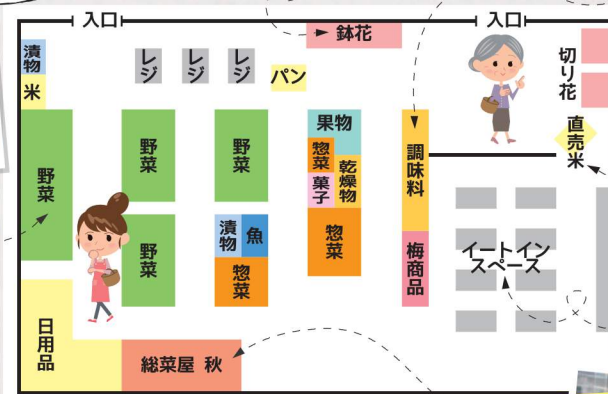 入口
入口
鉢花
漬物
米
レジ
レジ
レジ
パン
切り花
直売米
野菜
野菜
野菜
果物
惣菜
菓子
乾燥物
調味料
野菜
漬物
魚
惣菜
惣菜
梅商品
イートイン
スペース
日用品
総菜屋 秋